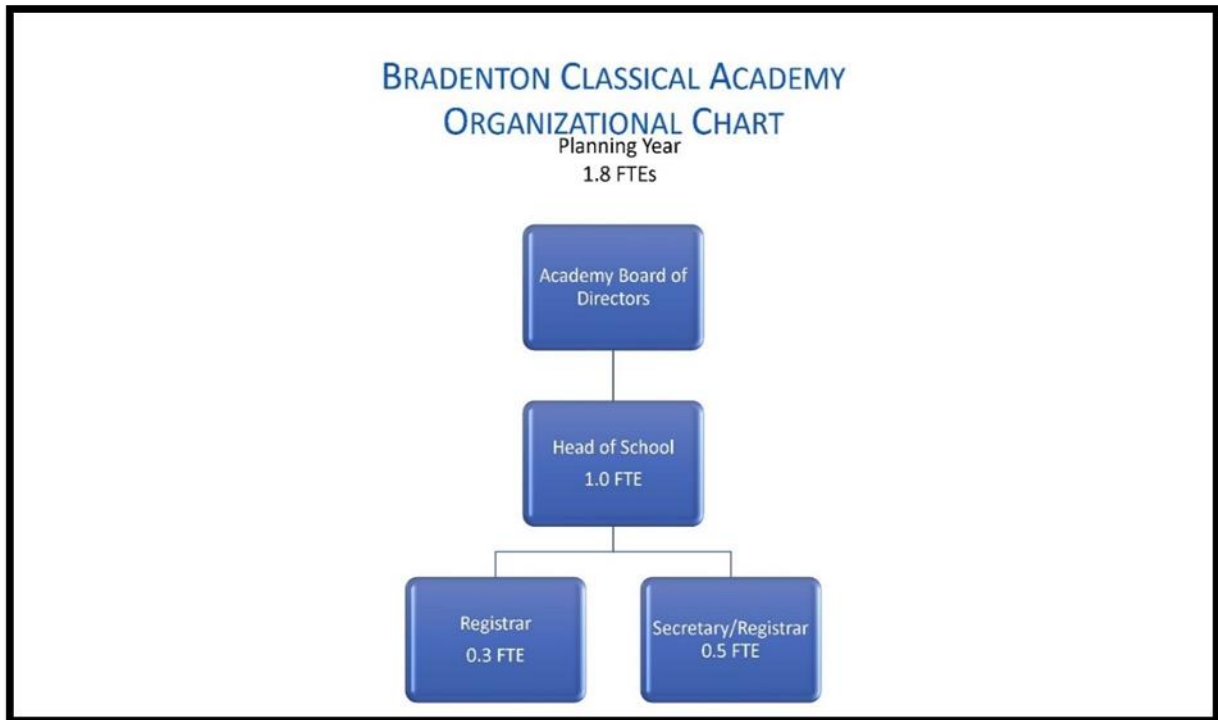 BRADENTON CLASSICAL ACADEMY
ORGANIZATIONAL CHART
Planning Year
1.8 FTEs
Academy Board of
Directors
Head of School
1.0 FTE
Registrar
0.3 FTE
Secretary/Registrar
0.5 FTE